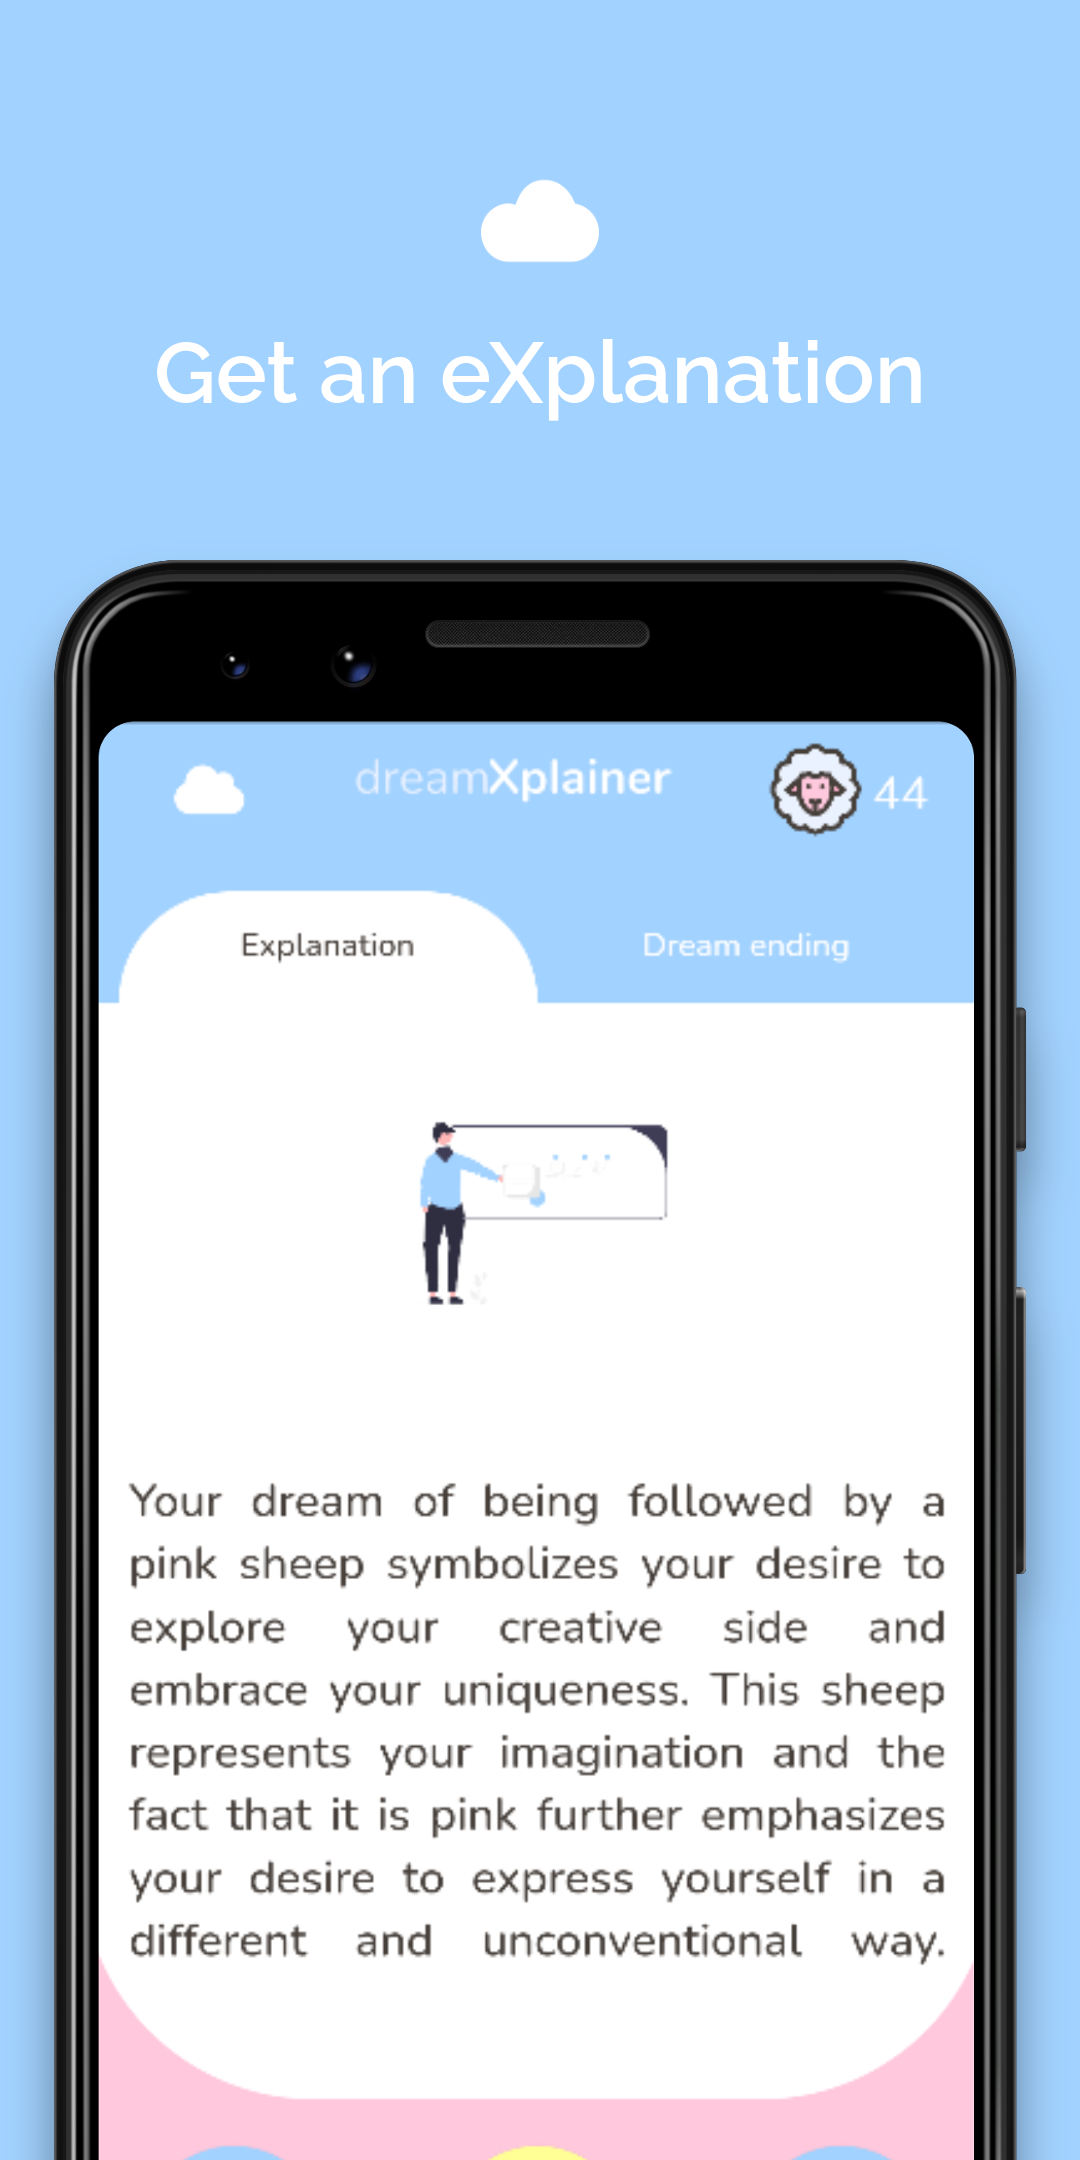 Get an eXplanation
dreamXplainer
44
Explanation
Dream ending
Your dream of being followed by a
pink sheep symbolizes your desire to
explore your creative side and
embrace your uniqueness. This sheep
represents your imagination and the
fact that it is pink further emphasizes
your desire to express yourself in a
different and unconventional way.